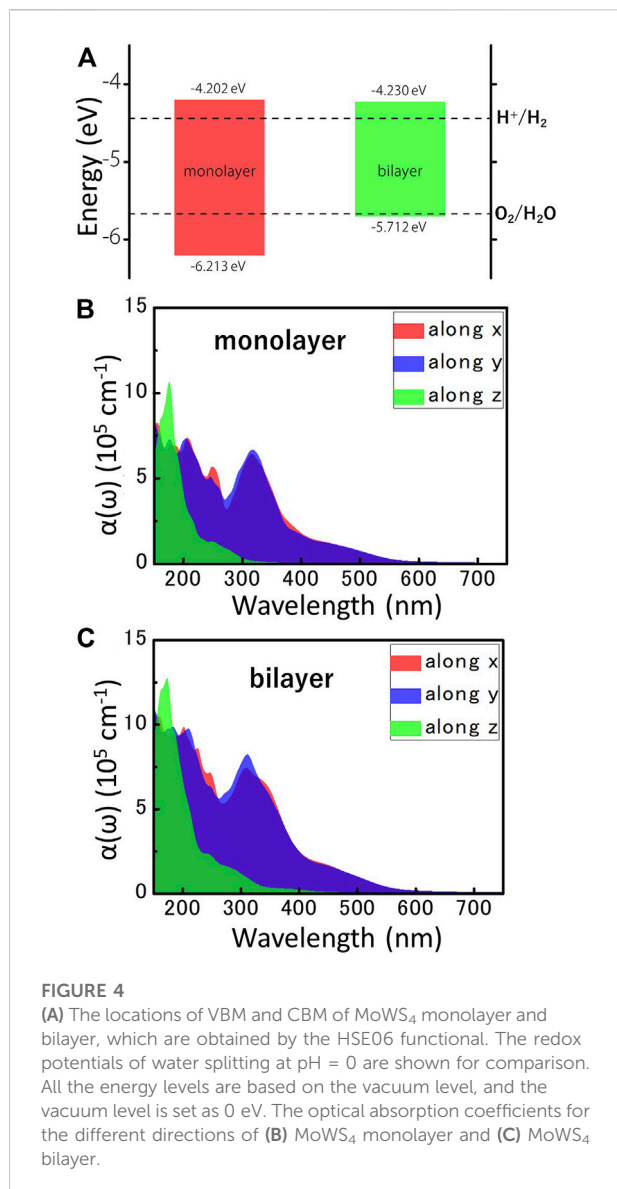 A
Energy (eV)
-4
-5
-6
-4.202 eV
-4.230 eV
H⁺/H₂
monolayer
bilayer
O₂/H₂O
-5.712 eV
-6.213 eV
B
α(ω) (10⁵ cm⁻¹)
15
10
5
0
monolayer
along x
along y
along z
200 300 400 500 600 700
Wavelength (nm)
C
α(ω) (10⁵ cm⁻¹)
15
10
5
0
bilayer
along x
along y
along z
200 300 400 500 600 700
Wavelength (nm)
FIGURE 4
(A) The locations of VBM and CBM of MoWS₄ monolayer and
bilayer, which are obtained by the HSE06 functional. The redox
potentials of water splitting at pH = 0 are shown for comparison.
All the energy levels are based on the vacuum level, and the
vacuum level is set as 0 eV. The optical absorption coefficients for
the different directions of (B) MoWS₄ monolayer and (C) MoWS₄
bilayer.